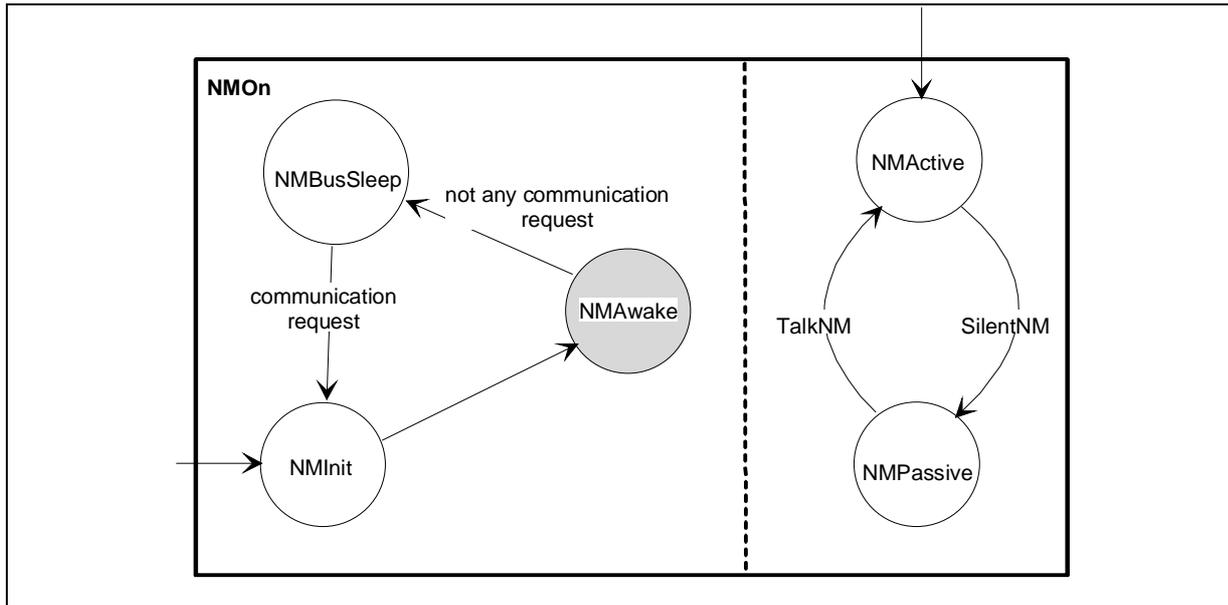 NMOn
NMBusSleep
not any communication
request
communication
request
NMAwake
NMInit
NMActive
TalkNM
SilentNM
NMPassive